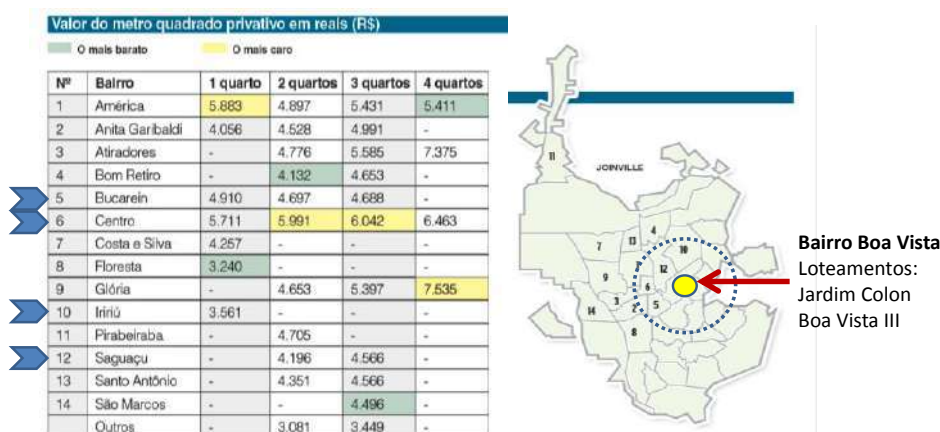 Valor do metro quadrado privativo em reais (R$)
O mais barato O mais caro
Nº Bairro 1 quarto 2 quartos 3 quartos 4 quartos
1 América 5.883 4.897 5.431 5.411
2 Anita Garibaldi 4.056 4.528 4.991 -
3 Atiradores - 4.776 5.585 7.375
4 Bom Retiro - 4.132 4.653 -
5 Bucarein 4.910 4.697 4.688 -
6 Centro 5.711 5.991 6.042 6.463
7 Costa e Silva 4.257 - - -
8 Floresta 3.240 - - -
9 Glória - 4.653 5.397 7.535
10 Iririú 3.561 - - -
11 Pirabeiraba - 4.705 - -
12 Saguaçu - 4.196 4.566 -
13 Santo Antônio - 4.351 4.566 -
14 São Marcos - - 4.496 -
Outros - 3.081 3.449 -
11
JOINVILLE
4
13
7
10
12
9
6
3
2
5
14
8
Bairro Boa Vista
Loteamentos:
Jardim Colon
Boa Vista III